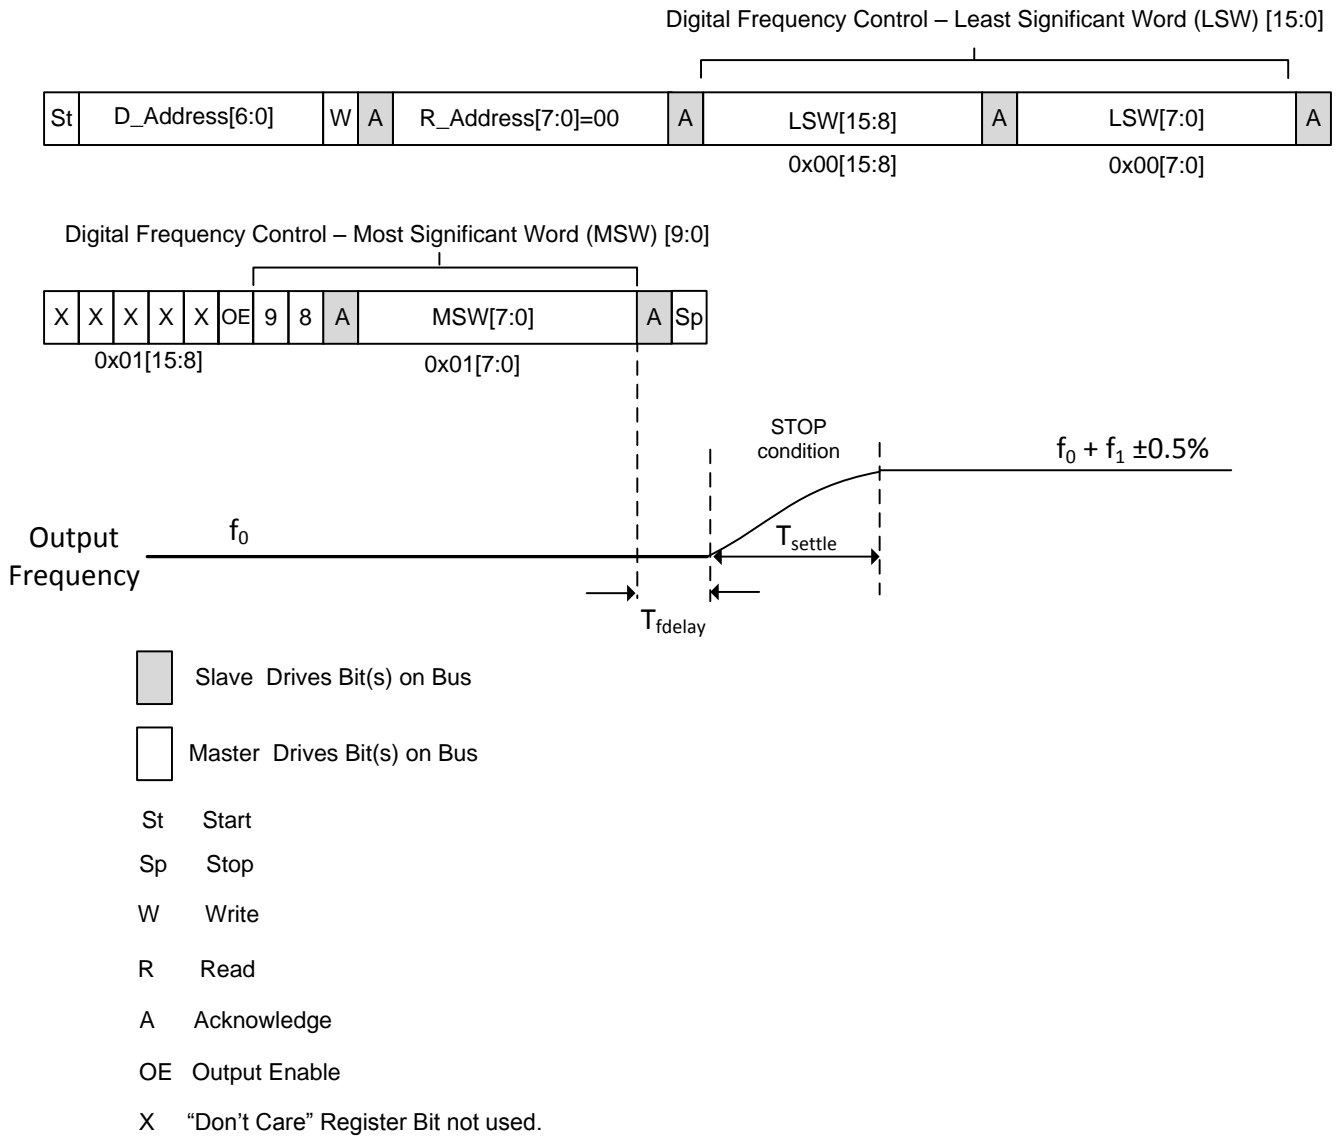 Digital Frequency Control – Least Significant Word (LSW) [15:0]
St D_Address[6:0] W A R_Address[7:0]=00 A LSW[15:8] A LSW[7:0] A
0x00[15:8] 0x00[7:0]
Digital Frequency Control – Most Significant Word (MSW) [9:0]
X X X X X OE 9 8 A MSW[7:0] A Sp
0x01[15:8] 0x01[7:0]
STOP
condition
f0 + f1 ±0.5%
f0
Output
Frequency
Tsettle
Tfdelay
Slave Drives Bit(s) on Bus
Master Drives Bit(s) on Bus
St Start
Sp Stop
W Write
R Read
A Acknowledge
OE Output Enable
X “Don’t Care” Register Bit not used.